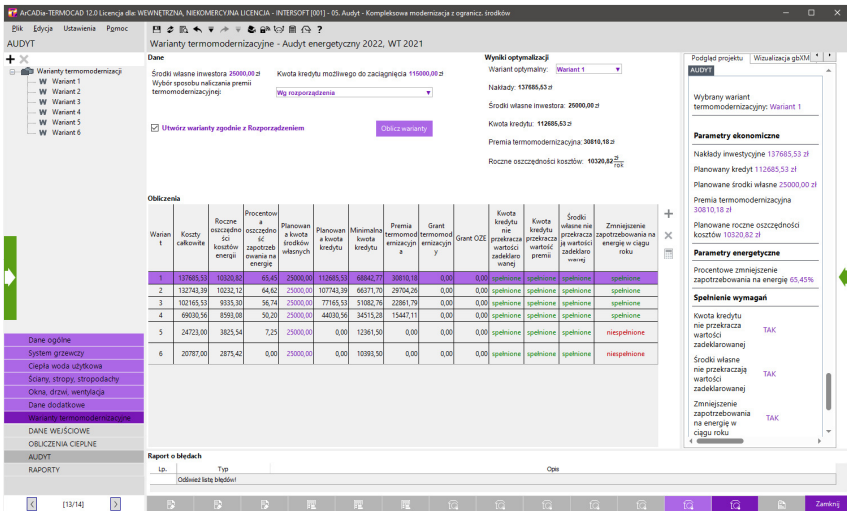 ArCADia-TERMOCAD 12.0 Licencja dla: WEWNĘTRZNA, NIEKOMERCYJNA LICENCJA - INTERSOFT [001] - 05. Audyt - Kompleksowa modernizacja z ogranicz. środków
Plik Edycja Ustawienia Pomoc
AUDYT
Warianty termomodernizacyjne - Audyt energetyczny 2022, WT 2021
Warianty termomodernizacji
W Wariant 1
W Wariant 2
W Wariant 3
W Wariant 4
W Wariant 5
W Wariant 6
Dane
Środki własne inwestora 25000,00 zł Kwota kredytu możliwego do zaciągnięcia 115000,00 zł
Wybór sposobu naliczania premii
termomodernizacyjnej: Wg rozporządzenia
Utwórz warianty zgodnie z Rozporządzeniem Oblicz warianty
Wyniki optymalizacji
Wariant optymalny: Wariant 1
Nakłady: 137685,53 zł
Środki własne inwestora: 25000,00 zł
Kwota kredytu: 112685,53 zł
Premia termomodernizacyjna: 30810,18 zł
Roczne oszczędności kosztów: 10320,82 zł/rok
Obliczenia
Wariant Koszty całkowite Roczne oszczędności kosztów energii Procentowa oszczędność zapotrzebowania na energię Planowana kwota środków własnych Planowana kwota kredytu Minimalna kwota kredytu Premia termomodernizacyjna Grant termomodernizacyjny Grant OZE Kwota kredytu nie przekracza wartości zadeklarowanej Kwota kredytu przekracza wartość premii Środki własne nie przekraczają wartości zadeklarowanej Zmniejszenie zapotrzebowania na energię w ciągu roku
1 137685,53 10320,82 65,45 25000,00 112685,53 68842,77 30810,18 0,00 0,00 spełnione spełnione spełnione spełnione
2 132743,39 10232,12 64,62 25000,00 107743,39 66371,70 29704,26 0,00 0,00 spełnione spełnione spełnione spełnione
3 102165,53 9335,30 56,74 25000,00 77165,53 51082,76 22861,79 0,00 0,00 spełnione spełnione spełnione spełnione
4 69030,56 8593,08 50,20 25000,00 44030,56 34515,28 15447,11 0,00 0,00 spełnione spełnione spełnione spełnione
5 24723,00 3825,54 7,25 25000,00 0,00 12361,50 0,00 0,00 0,00 spełnione spełnione spełnione niespełnione
6 20787,00 2875,42 0,00 25000,00 0,00 10393,50 0,00 0,00 0,00 spełnione spełnione spełnione niespełnione
Podgląd projektu Wizualizacja gbXM
AUDYT
Wybrany wariant
termomodernizacyjny: Wariant 1
Parametry ekonomiczne
Nakłady inwestycyjne 137685,53 zł
Planowany kredyt 112685,53 zł
Planowane środki własne 25000,00 zł
Premia termomodernizacyjna
30810,18 zł
Planowane roczne oszczędności
kosztów 10320,82 zł
Parametry energetyczne
Procentowe zmniejszenie
zapotrzebowania na energię 65,45%
Spełnienie wymagań
Kwota kredytu
nie przekracza
wartości
zadeklarowanej
TAK
Środki własne
nie przekraczają
wartości
zadeklarowanej
TAK
Zmniejszenie
zapotrzebowania
na energię w
ciągu roku
TAK
Dane ogólne
System grzewczy
Ciepła woda użytkowa
Ściany, stropy, stropodachy
Okna, drzwi, wentylacja
Dane dodatkowe
Warianty termomodernizacyjne
DANE WEJŚCIOWE
OBLICZENIA CIEPLNE
AUDYT
RAPORTY
Raport o błędach
Lp. Typ Opis
Odśwież listę błędów!
[13/14]
Zamknij